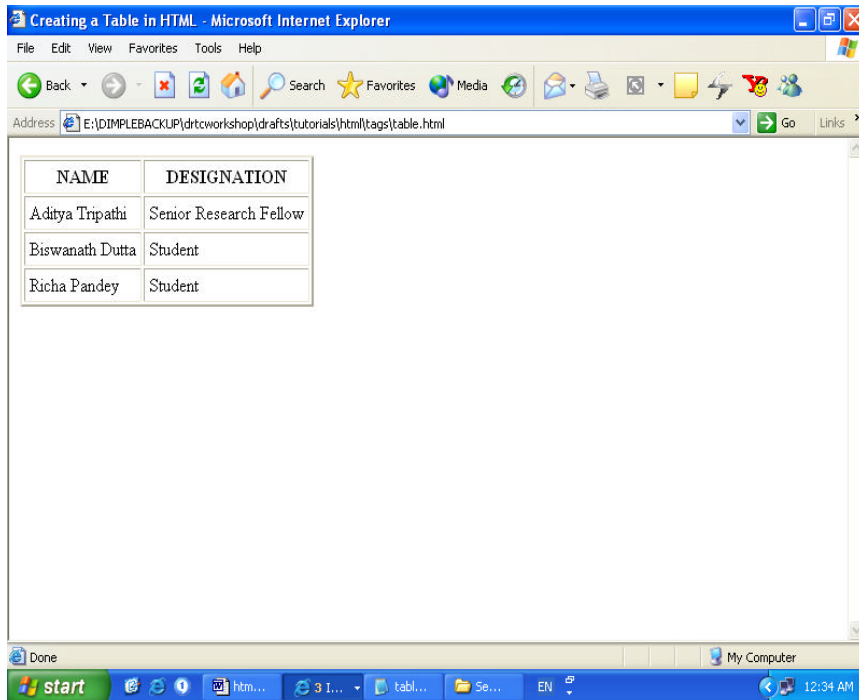 Creating a Table in HTML - Microsoft Internet Explorer
File Edit View Favorites Tools Help
Back Search Favorites Media
Address E:\DIMPLEBACKUP\drtcworkshop\drafts\tutorials\html\tags\table.html Go Links
NAME DESIGNATION
Aditya Tripathi Senior Research Fellow
Biswanath Dutta Student
Richa Pandey Student
Done My Computer
start htm... 3 I... tabl... Se... EN 12:34 AM